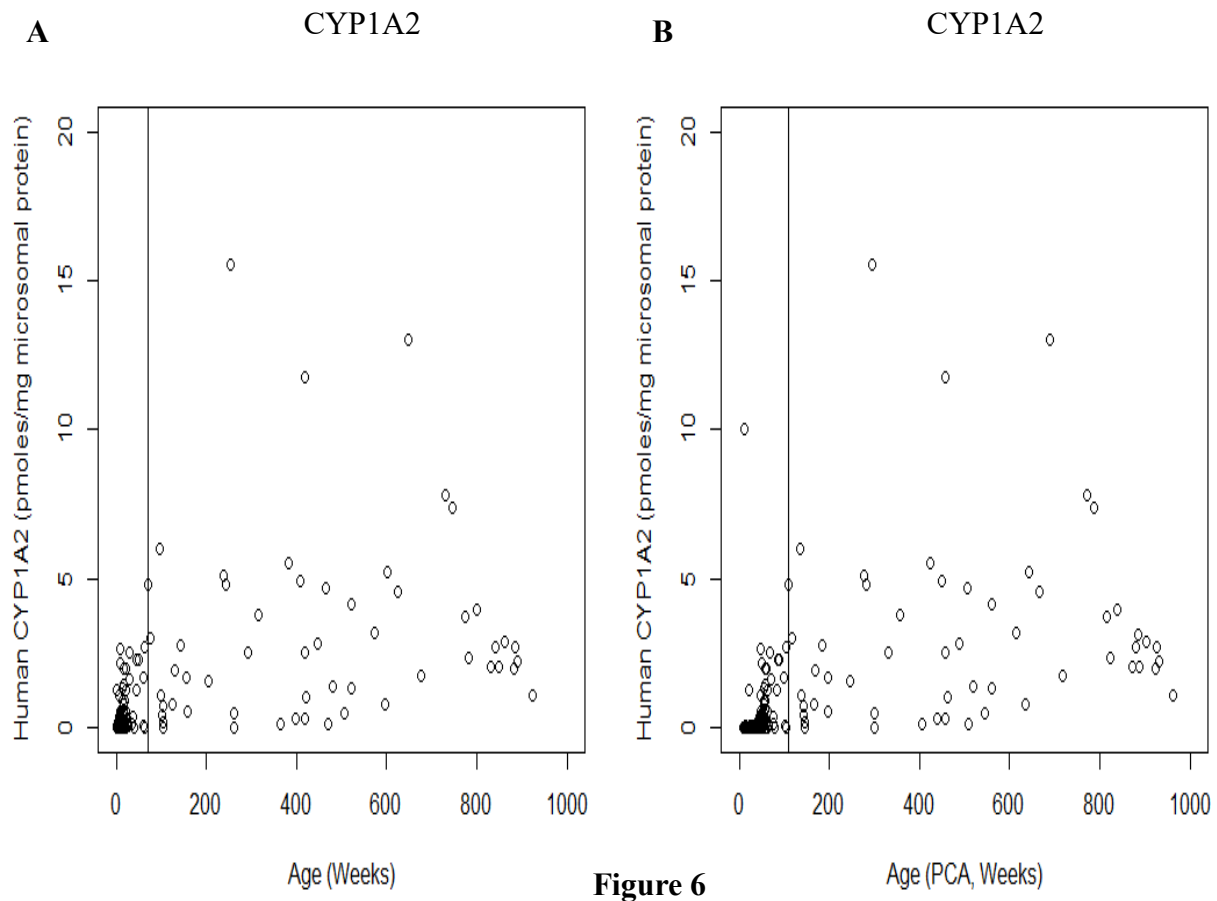 A
CYP1A2
Human CYP1A2 (pmoles/mg microsomal protein)
20
15
10
5
0
0 200 400 600 800 1000
Age (Weeks)
B
CYP1A2
Human CYP1A2 (pmoles/mg microsomal protein)
20
15
10
5
0
0 200 400 600 800 1000
Age (PCA, Weeks)
Figure 6